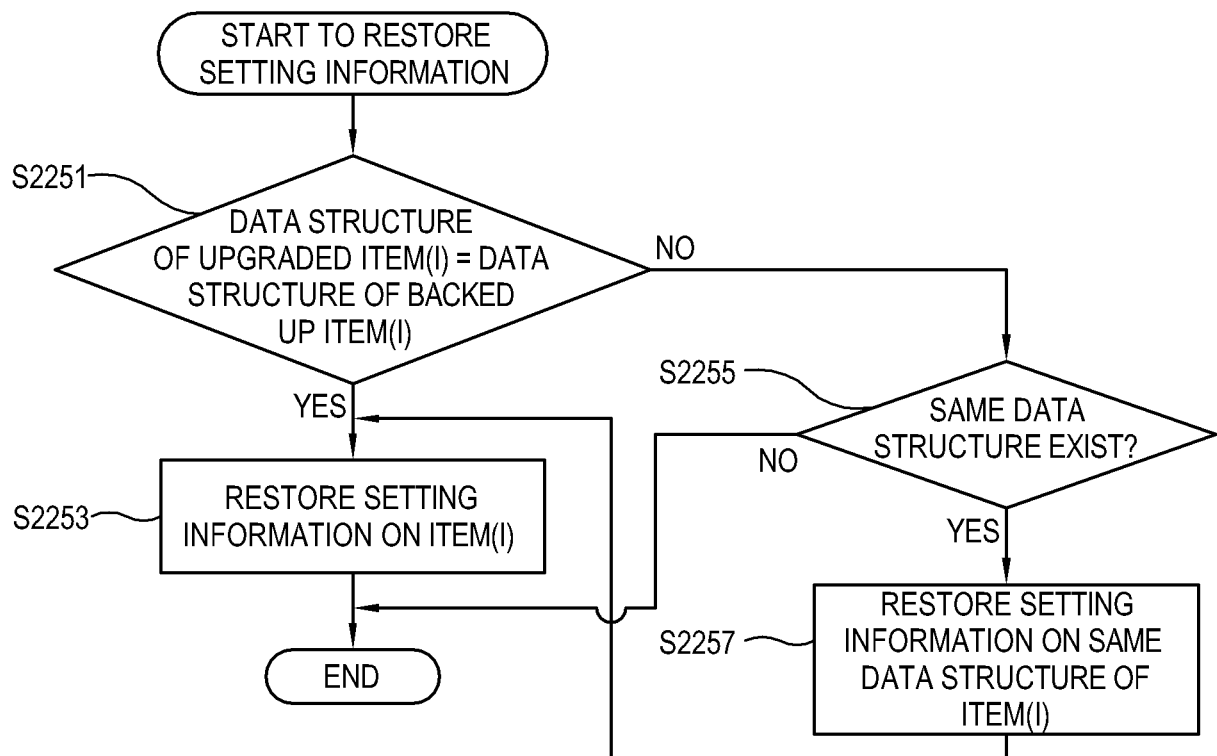 START TO RESTORE
SETTING INFORMATION
S2251
DATA STRUCTURE
OF UPGRADED ITEM(I) = DATA
STRUCTURE OF BACKED
UP ITEM(I)
NO
YES
S2255
SAME DATA
STRUCTURE EXIST?
NO
YES
S2253
RESTORE SETTING
INFORMATION ON ITEM(I)
S2257
RESTORE SETTING
INFORMATION ON SAME
DATA STRUCTURE OF
ITEM(I)
END